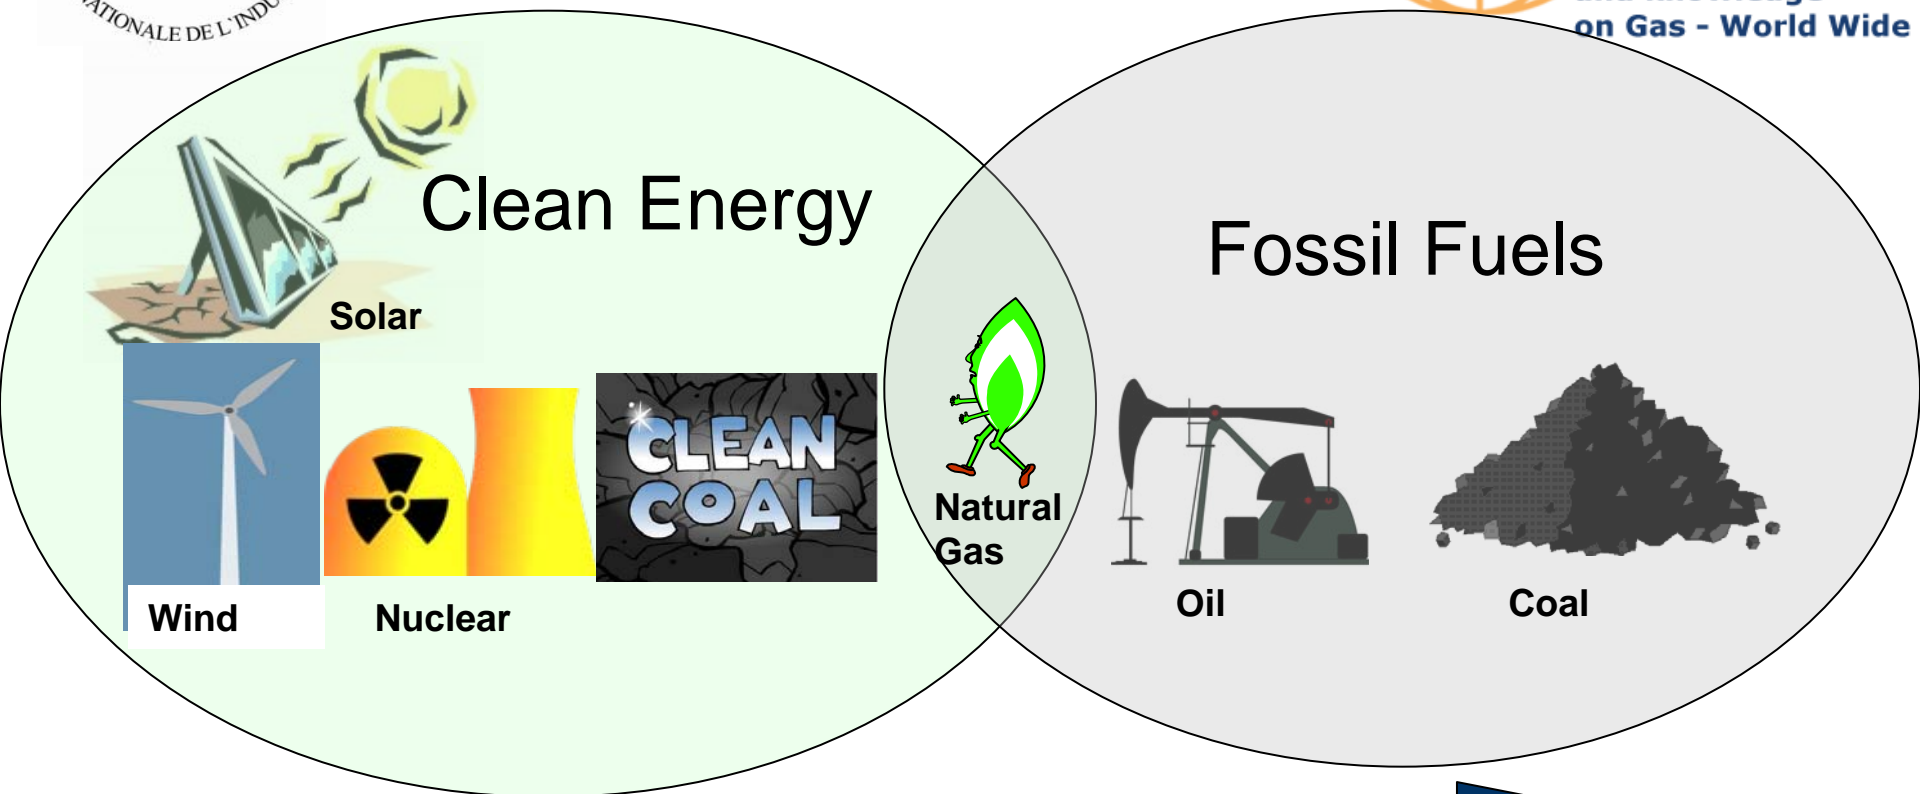 DE L'INDU
on Gas - World Wide
Clean Energy
Fossil Fuels
Solar
CLEAN
COAL
Natural
Gas
Wind
Nuclear
Oil
Coal